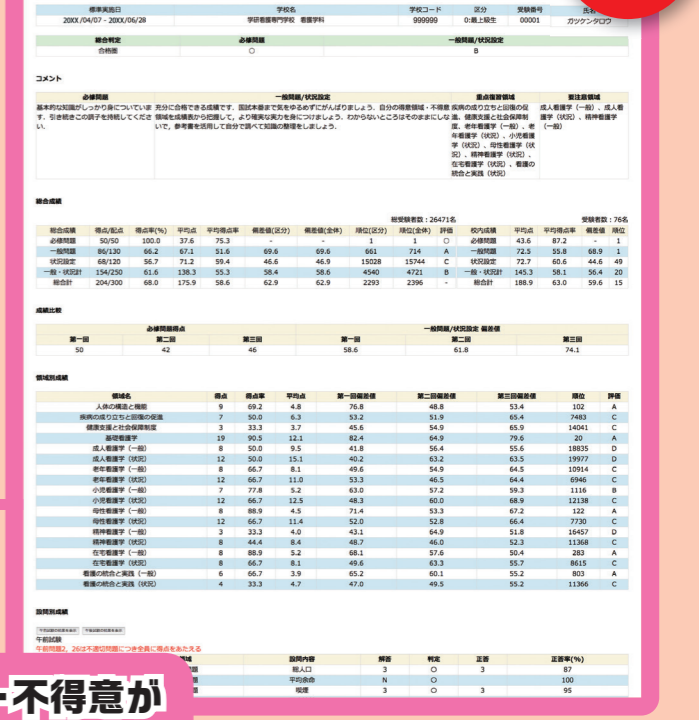 標準実施日 学校名 学校コード 区分 受験番号 氏
20XX /04/07 - 20XX/06/28 学研看護専門学校 看護学科 999999 0:最上級生 00001 ガッケンタロウ
総合判定 必修問題 一般問題/状況設定
合格圏 ○ B
コメント
必修問題 一般問題/状況設定 重点復習領域 要注意領域
基本的な知識がしっかり身についています。引き続きこの調子を持続してください。
充分に合格できる成績です。国試本番まで気をゆるめずにがんばりましょう。自分の得意領域・不得意領域を成績表から把握して、より確実な実力を身につけましょう。わからないところはそのままにしないで，参考書を活用して自分で調べて知識の整理をしましょう。
疾病の成り立ちと回復の促進、健康支援と社会保障制度、老年看護学（一般）、老年看護学（状況）、小児看護学（状況）、母性看護学（状況）、精神看護学（状況）、在宅看護学（状況）、看護の統合と実践（状況）
成人看護学（一般）、成人看護学（状況）、精神看護学（一般）
総合成績
総受験者数：26471名 受験者数：76名
総合成績 得点/配点 得点率(%) 平均点 平均得点率 偏差値(区分) 偏差値(全体) 順位(区分) 順位(全体) 評価 校内成績 平均点 平均得点率 偏差値 順位
必修問題 50/50 100.0 37.6 75.3 - - 1 1 ○ 必修問題 43.6 87.2 - 1
一般問題 86/130 66.2 67.1 51.6 69.6 69.6 661 714 A 一般問題 72.5 55.8 68.9 1
状況設定 68/120 56.7 71.2 59.4 46.6 46.9 15028 15744 C 状況設定 72.7 60.6 44.6 49
一般・状況計 154/250 61.6 138.3 55.3 58.4 58.6 4540 4721 B 一般・状況計 145.3 58.1 56.4 20
総合計 204/300 68.0 175.9 58.6 62.9 62.9 2293 2396 - 総合計 188.9 63.0 59.6 15
成績比較
必修問題得点 一般問題/状況設定 偏差値
第一回 第二回 第三回 第一回 第二回 第三回
50 42 46 58.6 61.8 74.1
領域別成績
領域名 得点 得点率 平均点 第一回偏差値 第二回偏差値 第三回偏差値 順位 評価
人体の構造と機能 9 69.2 4.8 76.8 48.8 53.4 102 A
疾病の成り立ちと回復の促進 7 50.0 6.3 53.2 51.9 65.4 7483 C
健康支援と社会保障制度 3 33.3 3.7 45.6 54.9 65.9 14041 C
基礎看護学 19 90.5 12.1 82.4 64.9 79.6 20 A
成人看護学（一般） 8 50.0 9.5 41.8 56.4 55.6 18835 D
成人看護学（状況） 12 50.0 15.1 40.2 63.2 63.5 19977 D
老年看護学（一般） 8 66.7 8.1 49.6 54.9 64.5 10914 C
老年看護学（状況） 12 66.7 11.0 53.3 46.5 64.4 6946 C
小児看護学（一般） 7 77.8 5.2 63.0 57.2 59.3 1116 B
小児看護学（状況） 12 66.7 12.5 48.3 60.0 68.9 12138 C
母性看護学（一般） 8 88.9 4.5 71.4 53.3 67.2 122 A
母性看護学（状況） 12 66.7 11.4 52.0 52.8 66.4 7730 C
精神看護学（一般） 3 33.3 4.0 43.1 64.9 51.8 16457 D
精神看護学（状況） 8 44.4 8.4 48.7 46.0 52.3 11368 C
在宅看護学（一般） 8 88.9 5.2 68.1 57.6 50.4 283 A
在宅看護学（状況） 8 66.7 8.1 49.6 63.3 55.7 8615 C
看護の統合と実践（一般） 6 66.7 3.9 65.2 60.1 55.2 803 A
看護の統合と実践（状況） 4 33.3 4.7 47.0 49.5 55.2 11366 C
設問別成績
午前試験
午前問題2，26は不適切問題につき全員に得点をあたえる
領域 設問内容 解答 判定 正答 正答率(%)
題 総人口 3 ○ 3 87
題 平均余命 N ○ 100
題 喫煙 3 ○ 3 95
・不得意が